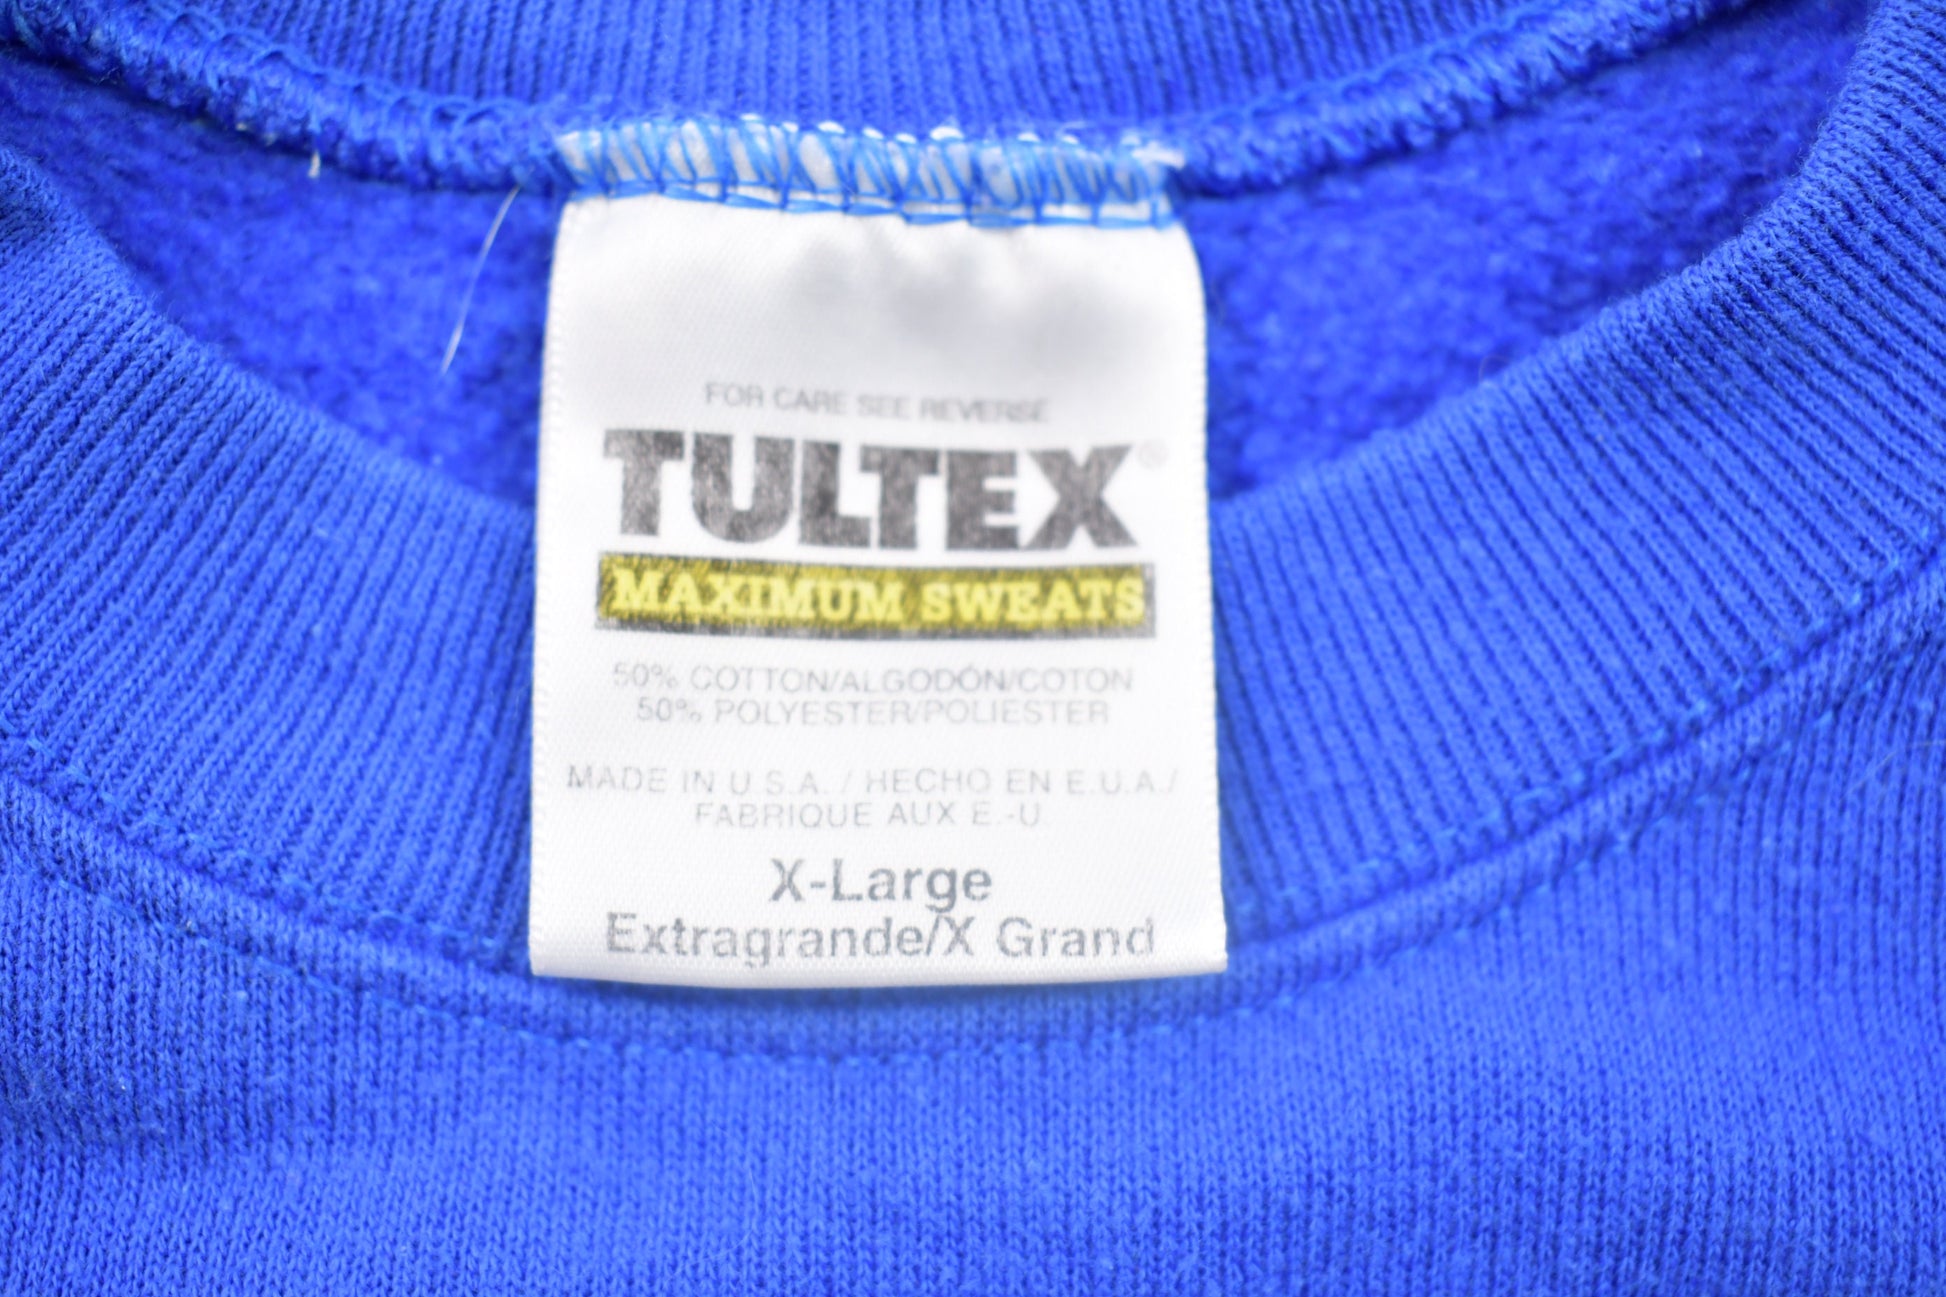 FOR CARE SEE REVERSE
TULTEX®
MAXIMUM SWEATS
50% COTTON/ALGODÓN/COTON
50% POLYESTER/POLIESTER
MADE IN U.S.A. / HECHO EN E.U.A./
FABRIQUE AUX E.-U.
X-Large
Extragrande/X Grand